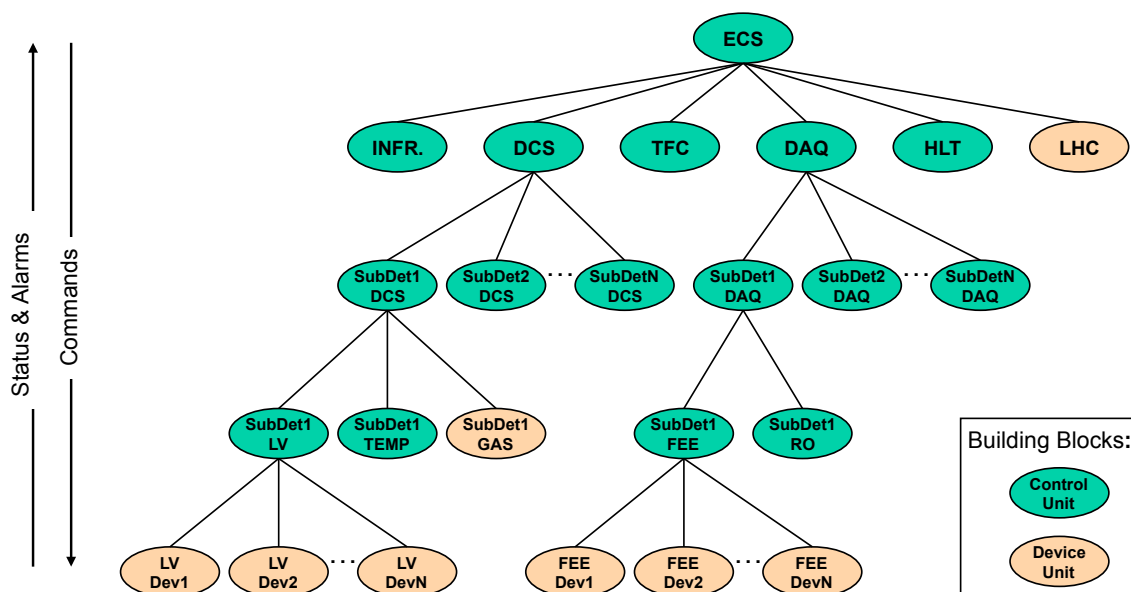 ECS
INFR.
DCS
TFC
DAQ
HLT
LHC
Status & Alarms
Commands
SubDet1
DCS
SubDet2
DCS
...
SubDetN
DCS
SubDet1
DAQ
SubDet2
DAQ
...
SubDetN
DAQ
SubDet1
LV
SubDet1
TEMP
SubDet1
GAS
SubDet1
FEE
SubDet1
RO
LV
Dev1
LV
Dev2
...
LV
DevN
FEE
Dev1
FEE
Dev2
...
FEE
DevN
Building Blocks:
Control
Unit
Device
Unit